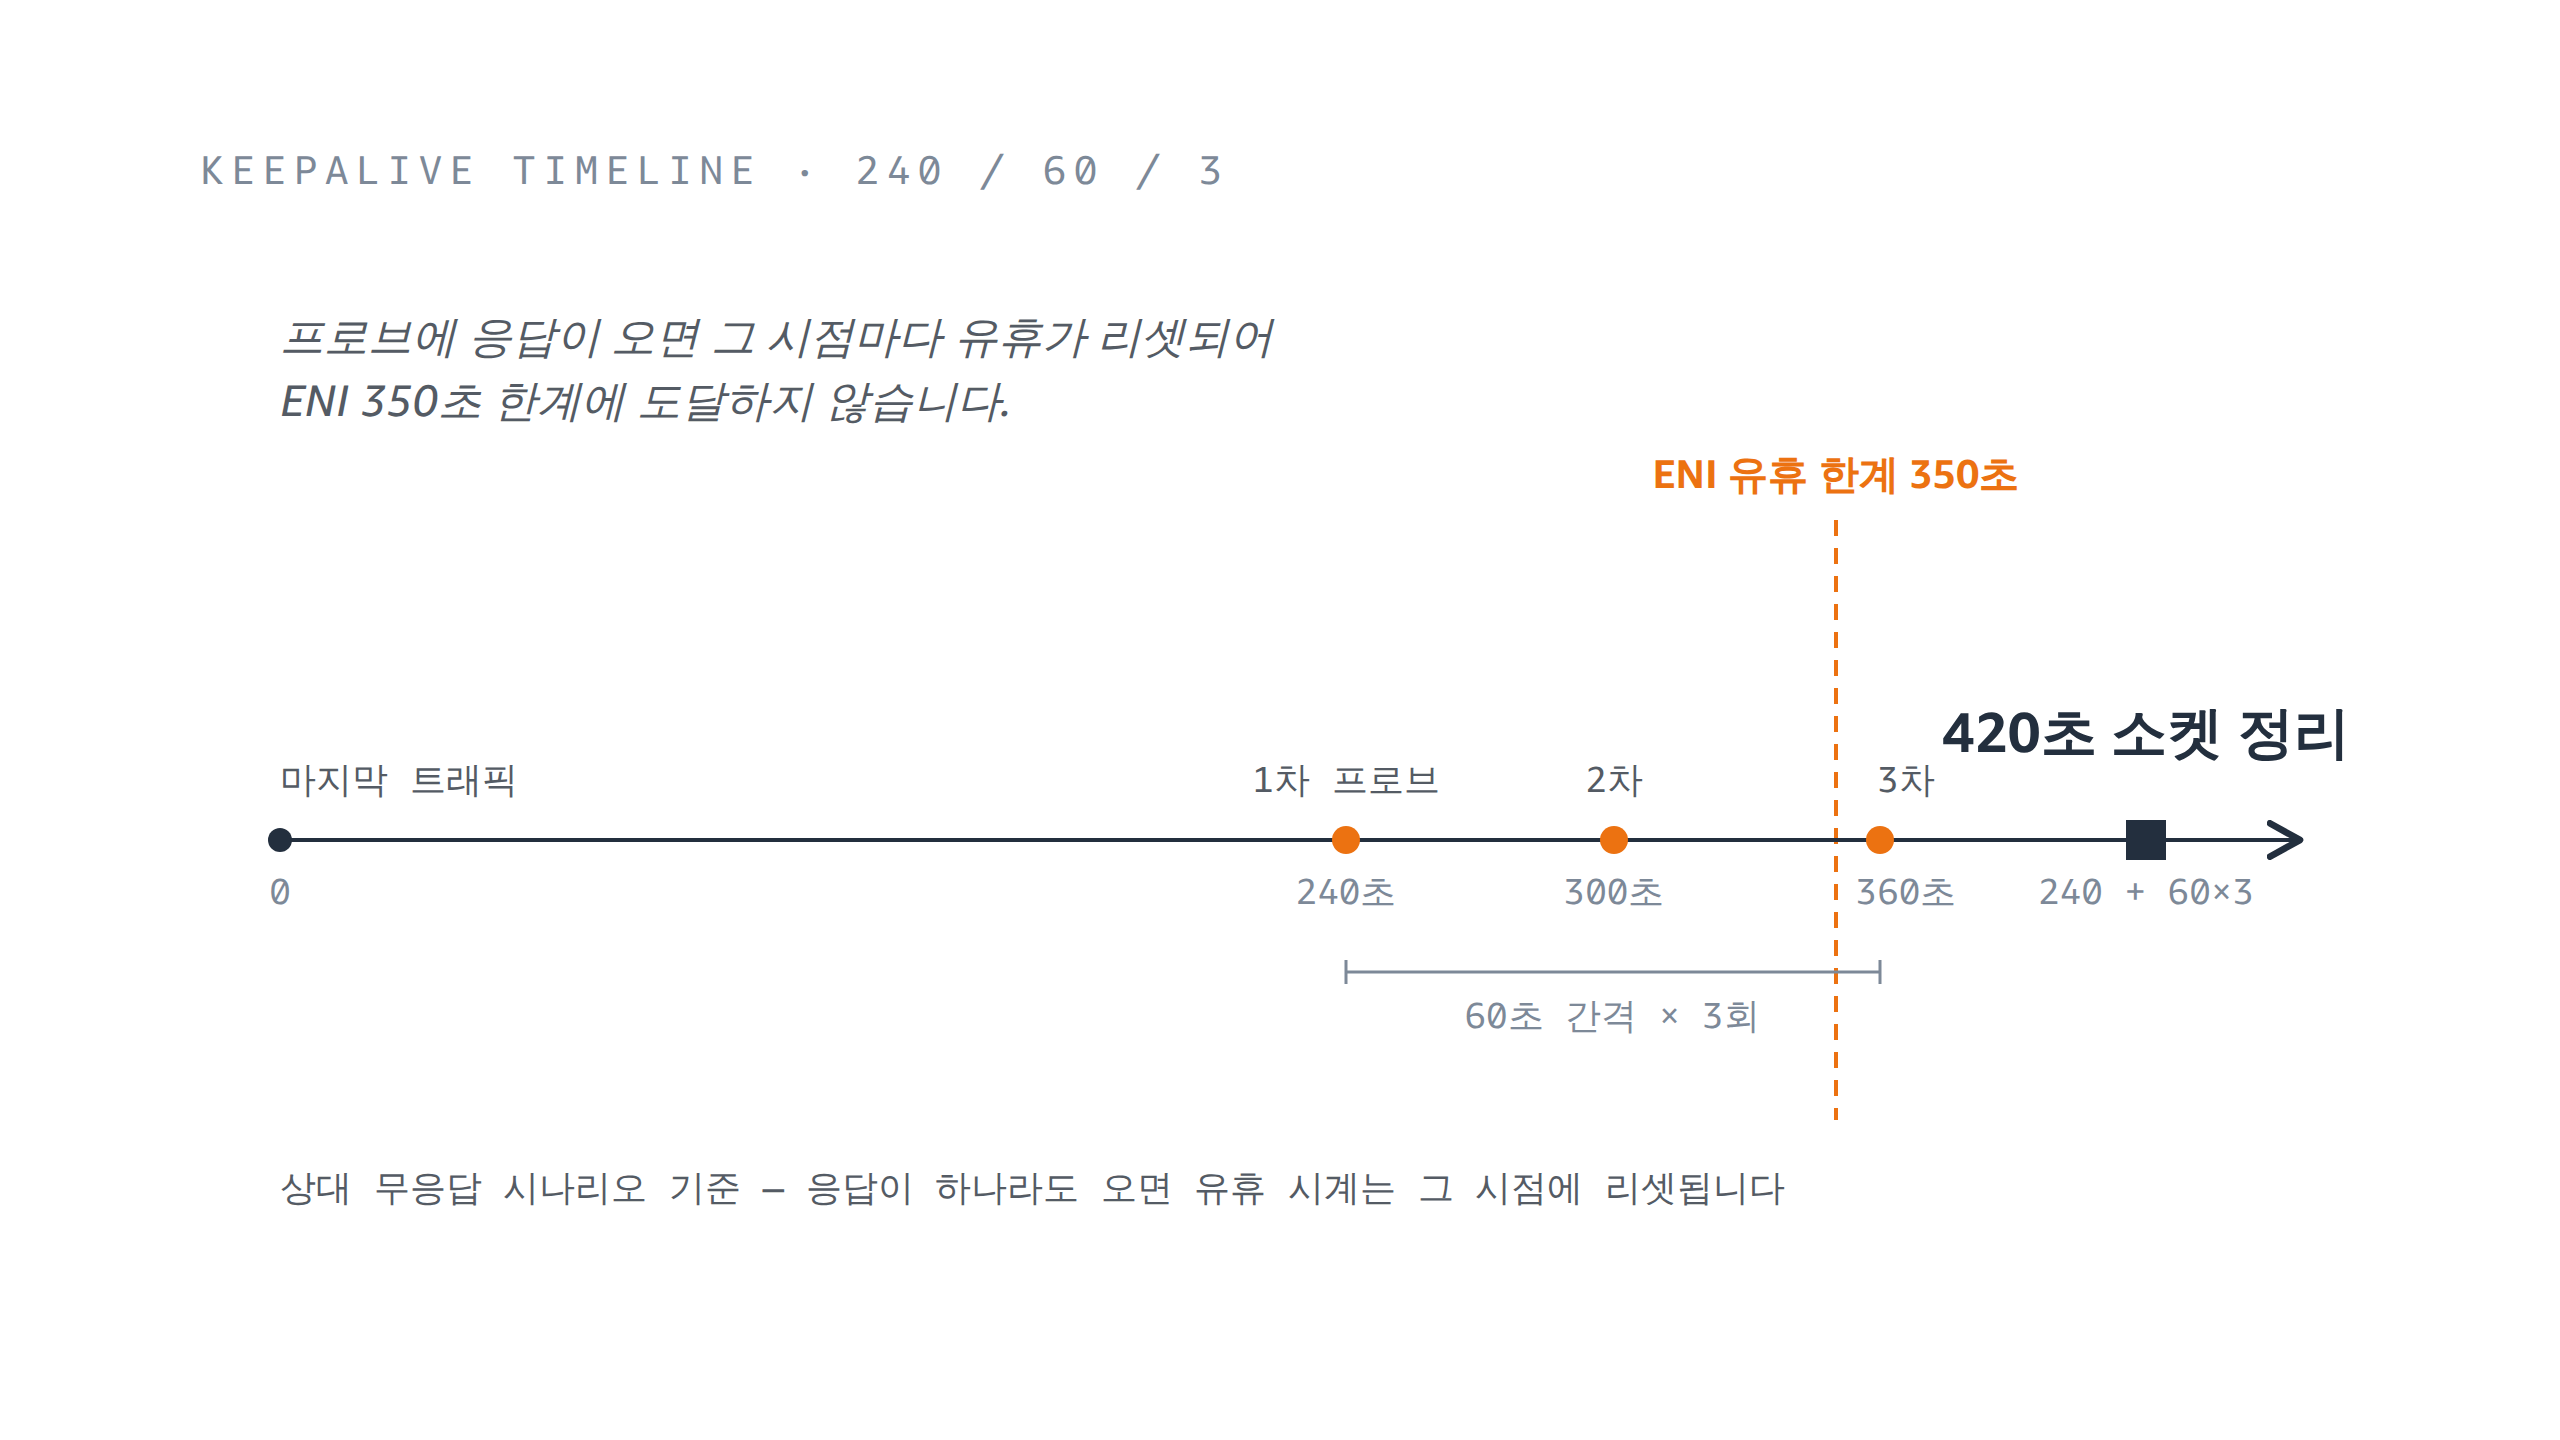 KEEPALIVE TIMELINE · 240 / 60 / 3
프로브에 응답이 오면 그 시점마다 유휴가 리셋되어
ENI 350초 한계에 도달하지 않습니다.
ENI 유휴 한계 350초
420초 소켓 정리
마지막 트래픽
1차 프로브
2차
3차
0
240초
300초
360초
240 + 60×3
60초 간격 × 3회
상대 무응답 시나리오 기준 — 응답이 하나라도 오면 유휴 시계는 그 시점에 리셋됩니다